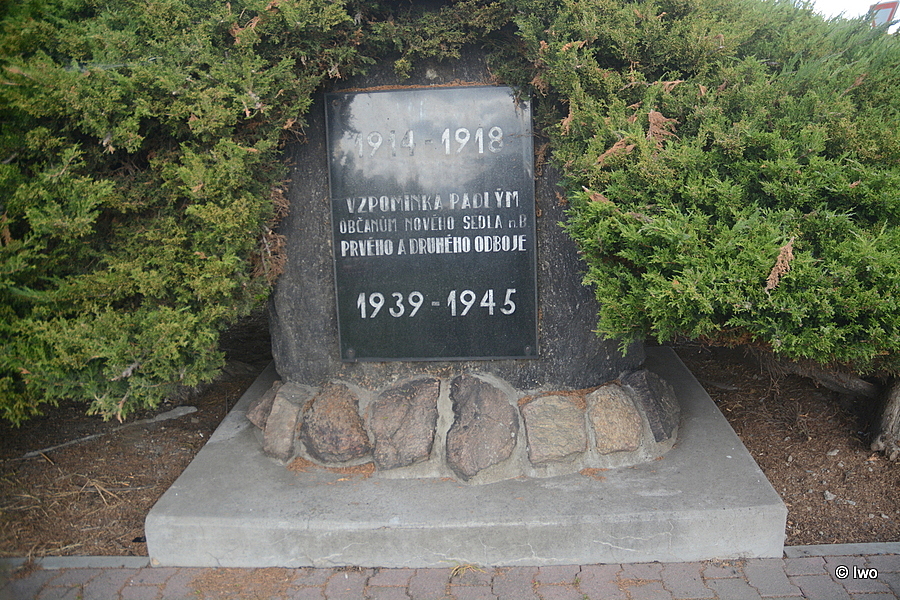 1914 - 1918
VZPOMÍNKA PADLÝM
OBČANŮM NOVÉHO SEDLA n.B
PRVÉHO A DRUHÉHO ODBOJE
1939 - 1945
© Iwo